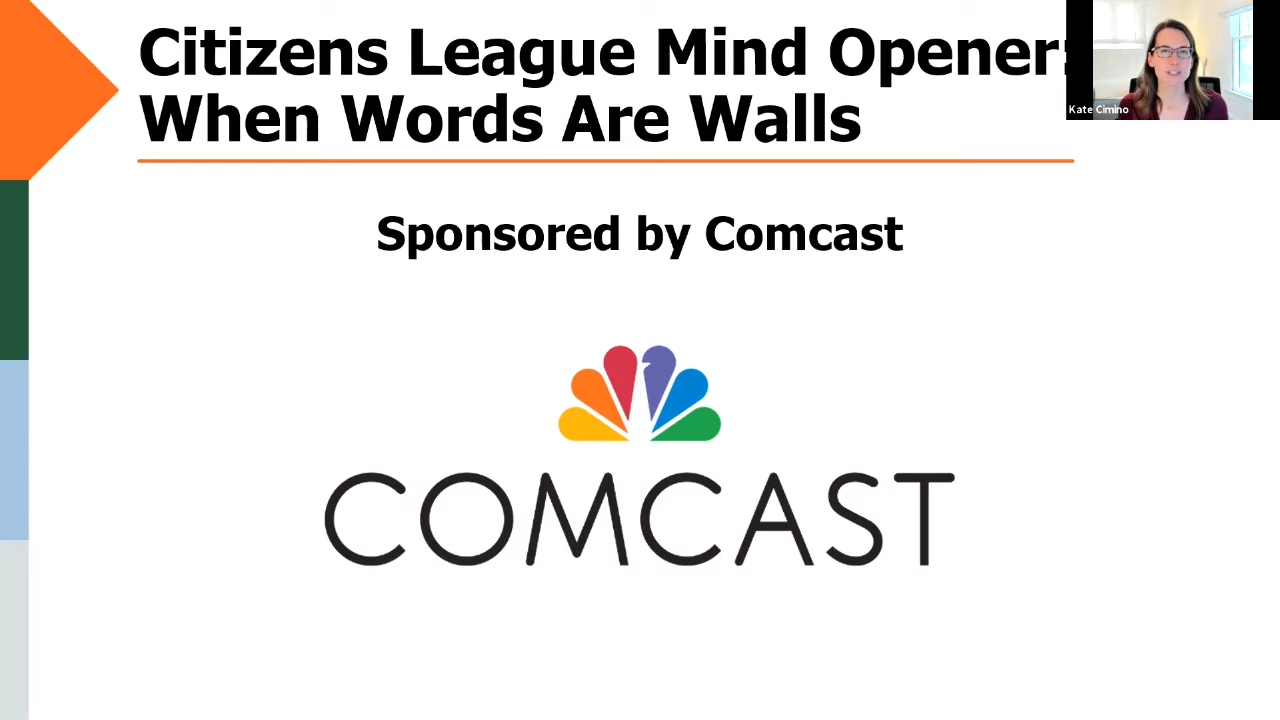 Citizens League Mind Opener:
When Words Are Walls
Kate Cimino
Sponsored by Comcast
COMCAST